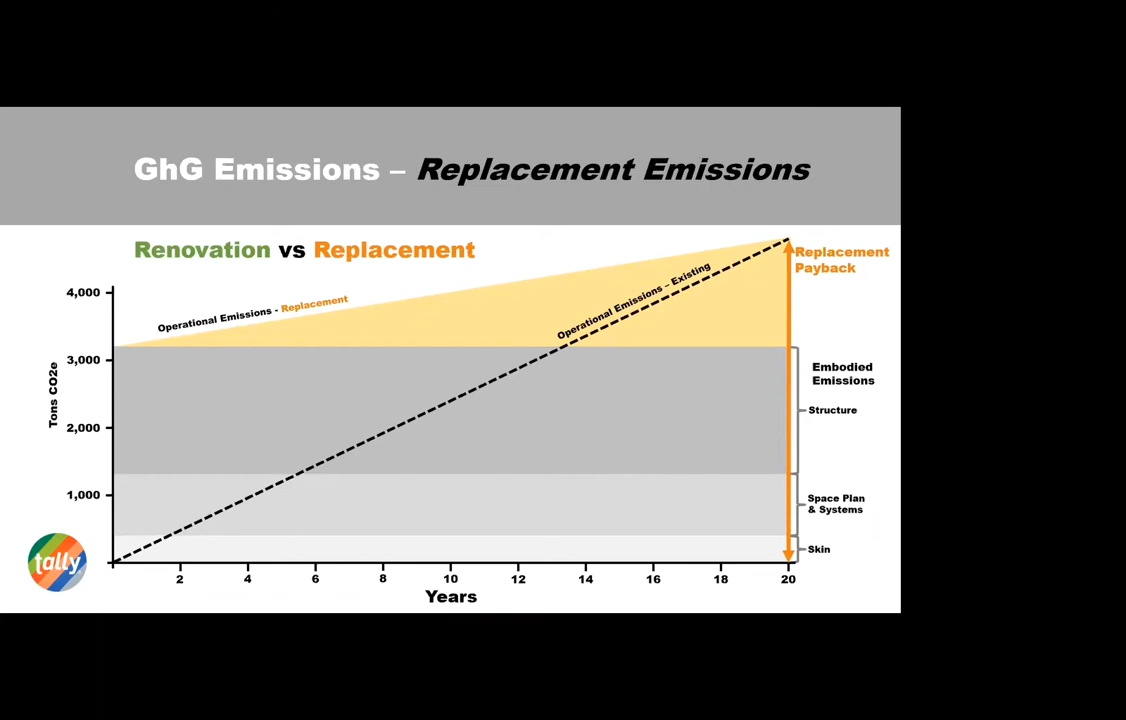 GhG Emissions – Replacement Emissions
Renovation vs Replacement
Replacement
Payback
Operational Emissions - Replacement
Operational Emissions – Existing
4,000
3,000
2,000
1,000
Tons CO2e
Embodied
Emissions
Structure
Space Plan
& Systems
Skin
tally
2 4 6 8 10 12 14 16 18 20
Years